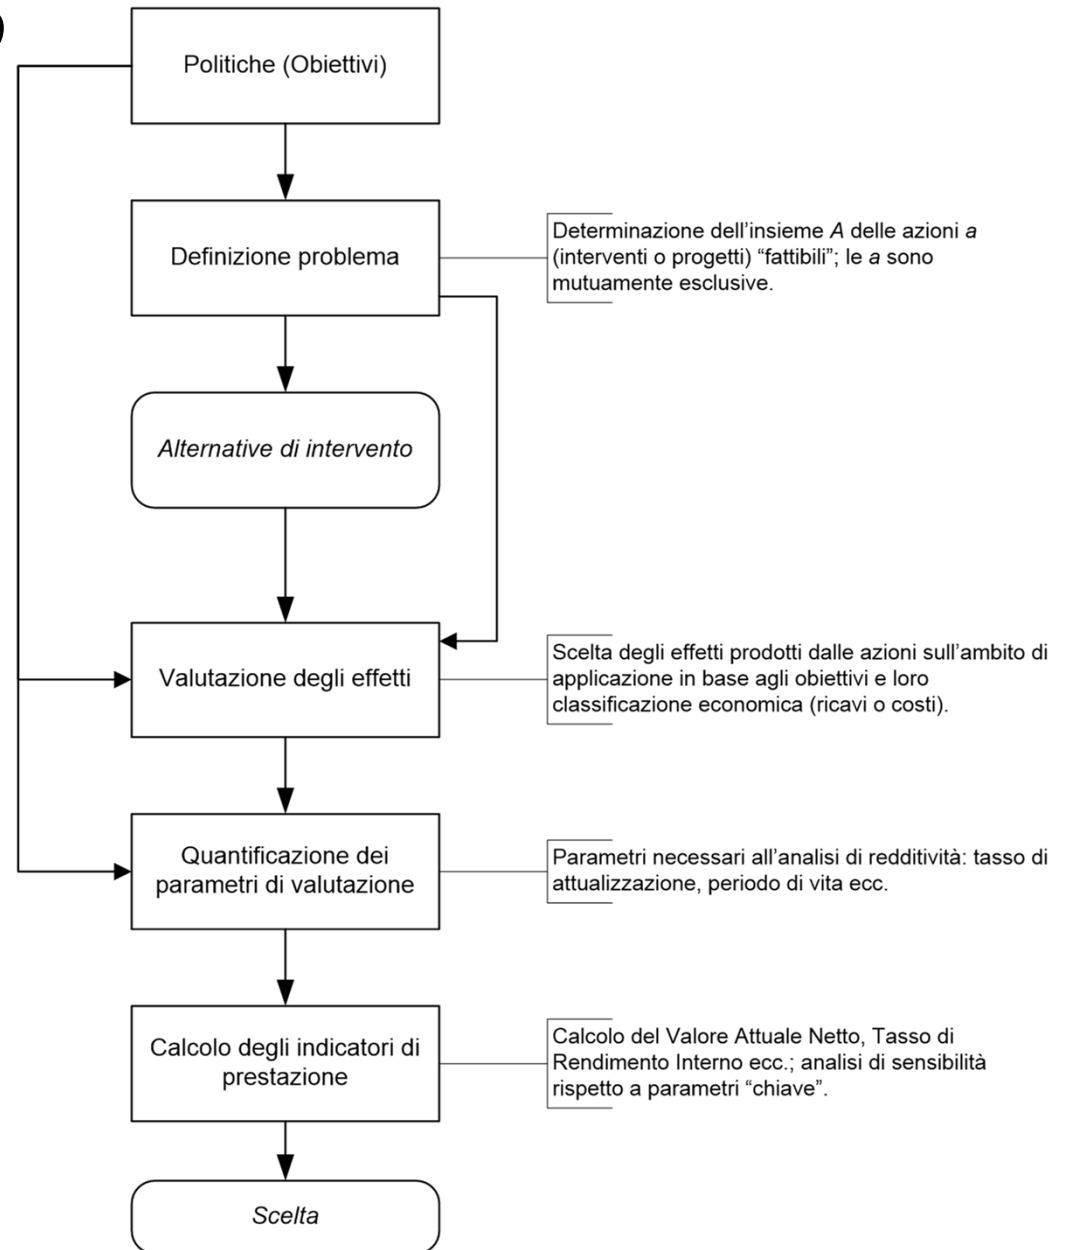 )
Politiche (Obiettivi)
Definizione problema
Determinazione dell’insieme A delle azioni a
(interventi o progetti) “fattibili”; le a sono
mutuamente esclusive.
Alternative di intervento
Valutazione degli effetti
Scelta degli effetti prodotti dalle azioni sull’ambito di
applicazione in base agli obiettivi e loro
classificazione economica (ricavi o costi).
Quantificazione dei
parametri di valutazione
Parametri necessari all’analisi di redditività: tasso di
attualizzazione, periodo di vita ecc.
Calcolo degli indicatori di
prestazione
Calcolo del Valore Attuale Netto, Tasso di
Rendimento Interno ecc.; analisi di sensibilità
rispetto a parametri “chiave”.
Scelta